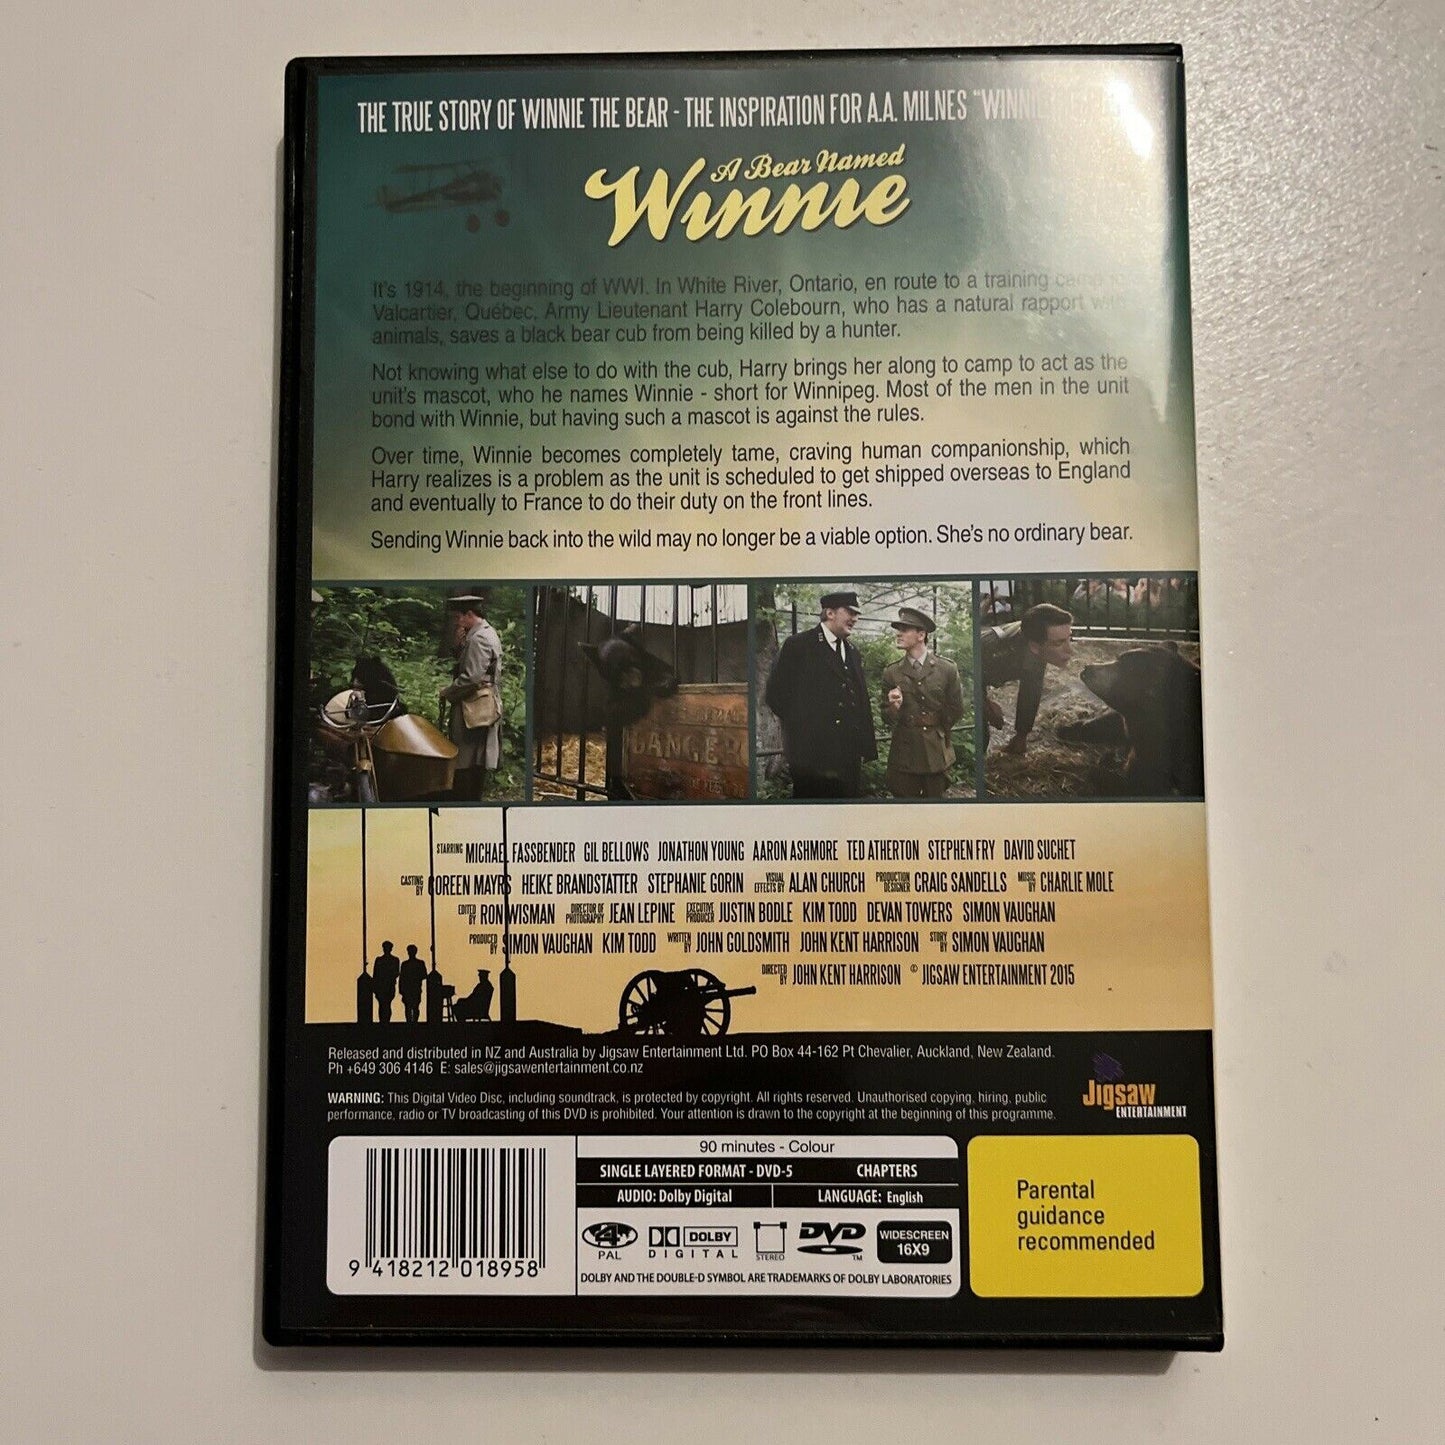 THE TRUE STORY OF WINNIE THE BEAR - THE INSPIRATION FOR A.A. MILNES "WINNIE
A Bear Named
Winnie
It's 1914, the beginning of WWI. In White River, Ontario, en route to a training camp
Valcartier, Québec, Army Lieutenant Harry Colebourn, who has a natural rapport with
animals, saves a black bear cub from being killed by a hunter.
Not knowing what else to do with the cub, Harry brings her along to camp to act as the
unit's mascot, who he names Winnie - short for Winnipeg. Most of the men in the unit
bond with Winnie, but having such a mascot is against the rules.
Over time, Winnie becomes completely tame, craving human companionship, which
Harry realizes is a problem as the unit is scheduled to get shipped overseas to England
and eventually to France to do their duty on the front lines.
Sending Winnie back into the wild may no longer be a viable option. She's no ordinary bear.
DANGER
STARRING MICHAEL FASSBENDER GIL BELLOWS JONATHON YOUNG AARON ASHMORE TED ATHERTON STEPHEN FRY DAVID SUCHET
CASTING BY DOREEN MAYRS HEIKE BRANDSTATTER STEPHANIE GORIN VISUAL EFFECTS BY ALAN CHURCH PRODUCTION DESIGNER CRAIG SANDELLS MUSIC BY CHARLIE MOLE
EDITED BY RON WISMAN DIRECTOR OF PHOTOGRAPHY JEAN LEPINE EXECUTIVE PRODUCER JUSTIN BODLE KIM TODD DEVAN TOWERS SIMON VAUGHAN
PRODUCED BY SIMON VAUGHAN KIM TODD WRITTEN BY JOHN GOLDSMITH JOHN KENT HARRISON STORY BY SIMON VAUGHAN
DIRECTED BY JOHN KENT HARRISON © JIGSAW ENTERTAINMENT 2015
Released and distributed in NZ and Australia by Jigsaw Entertainment Ltd. PO Box 44-162 Pt Chevalier, Auckland, New Zealand.
Ph +649 306 4146 E: sales@jigsawentertainment.co.nz
WARNING: This Digital Video Disc, including soundtrack, is protected by copyright. All rights reserved. Unauthorised copying, hiring, public
performance, radio or TV broadcasting of this DVD is prohibited. Your attention is drawn to the copyright at the beginning of this programme.
Jigsaw
ENTERTAINMENT
90 minutes - Colour
SINGLE LAYERED FORMAT - DVD-5 CHAPTERS
AUDIO: Dolby Digital LANGUAGE: English
4 PAL
DOLBY DIGITAL
STEREO
DVD TM
WIDESCREEN
16X9
DOLBY AND THE DOUBLE-D SYMBOL ARE TRADEMARKS OF DOLBY LABORATORIES
9 418212 018958
Parental
guidance
recommended